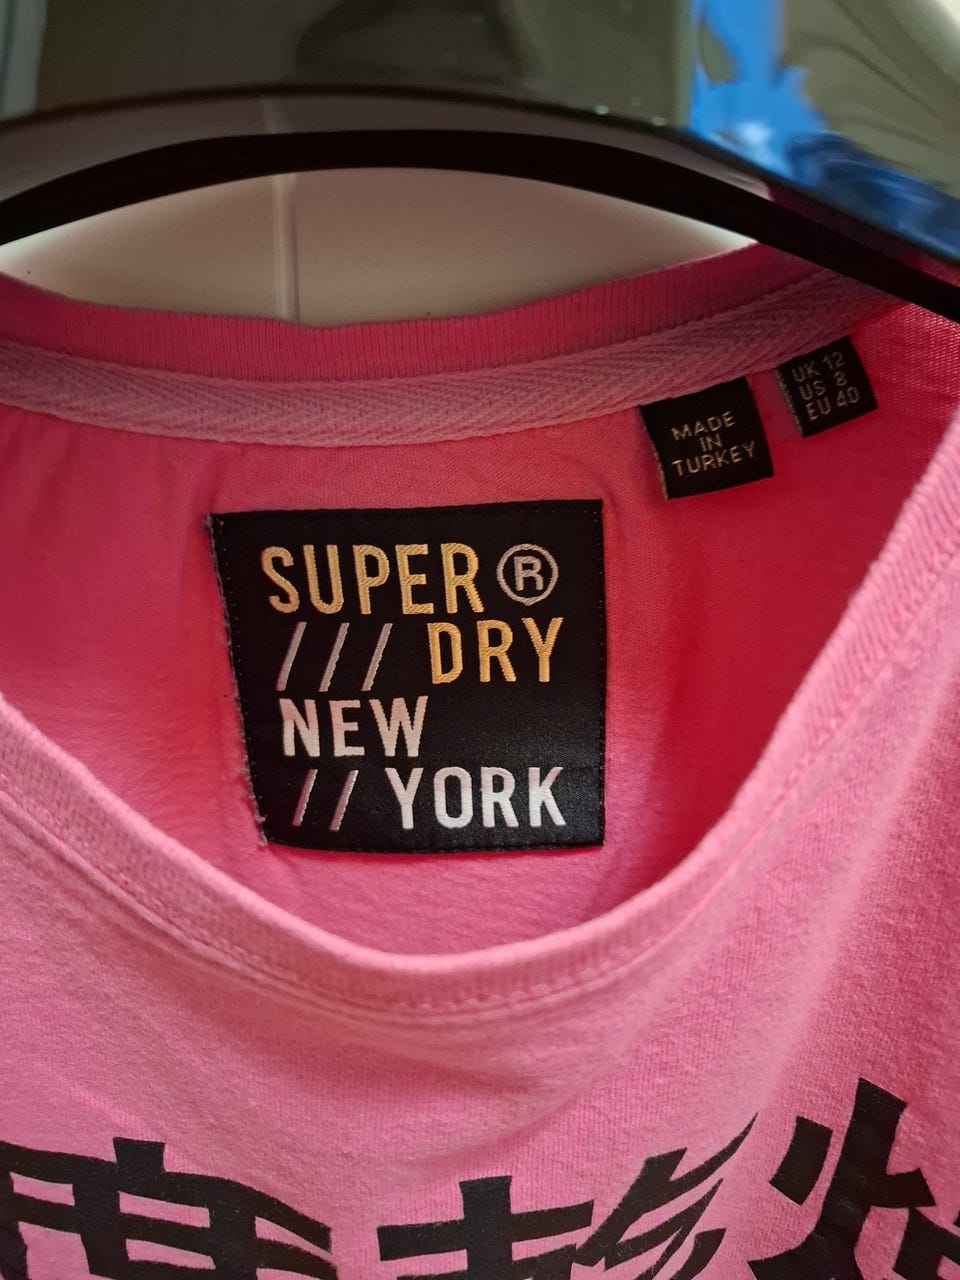 UK 12
US 8
EU 40
MADE
IN
TURKEY
SUPER ®
/// DRY
NEW
// YORK